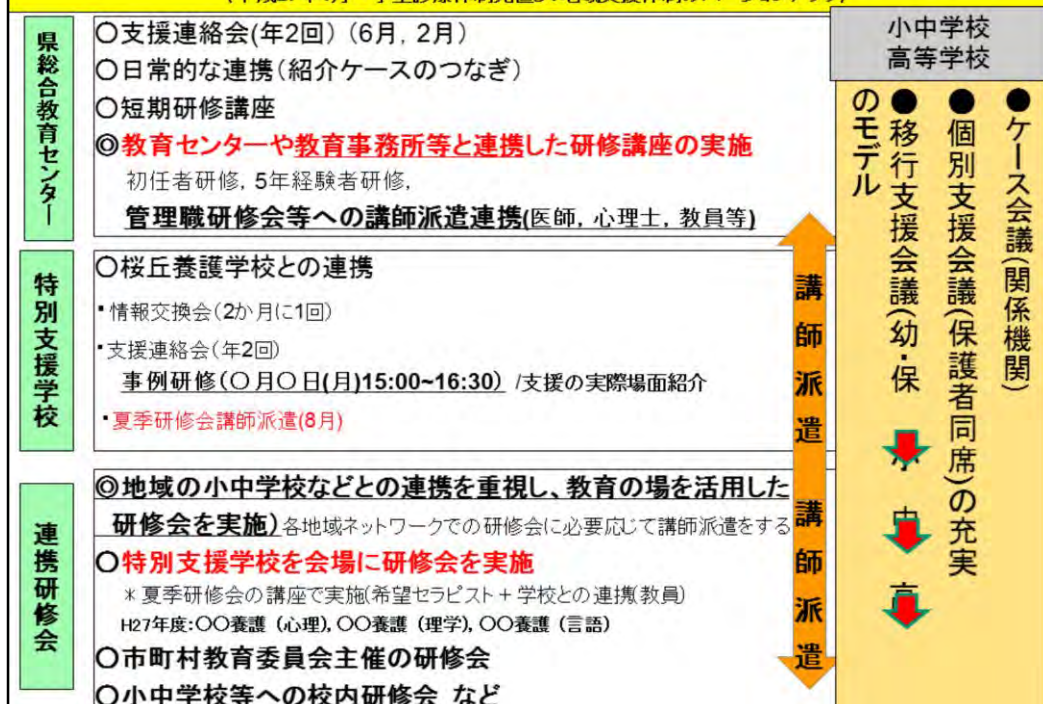 県総合教育センター
○支援連絡会(年2回)(6月,2月)
○日常的な連携(紹介ケースのつなぎ)
○短期研修講座
◎教育センターや教育事務所等と連携した研修講座の実施
初任者研修,5年経験者研修,
管理職研修会等への講師派遣連携(医師,心理士,教員等)
特別支援学校
○桜丘養護学校との連携
・情報交換会(2か月に1回)
・支援連絡会(年2回)
事例研修(○月○日(月)15:00~16:30) /支援の実際場面紹介
・夏季研修会講師派遣(8月)
連携研修会
◎地域の小中学校などとの連携を重視し、教育の場を活用した
研修会を実施)各地域ネットワークでの研修会に必要応じて講師派遣をする
○特別支援学校を会場に研修会を実施
*夏季研修会の講座で実施(希望セラピスト+学校との連携(教員)
H27年度:○○養護(心理),○○養護(理学),○○養護(言語)
○市町村教育委員会主催の研修会
○小中学校等への校内研修会 など
講師派遣
講師派遣
小中学校
高等学校
●ケース会議(関係機関)
●個別支援会議(保護者同席)の充実
●移行支援会議(幼・保
のモデル